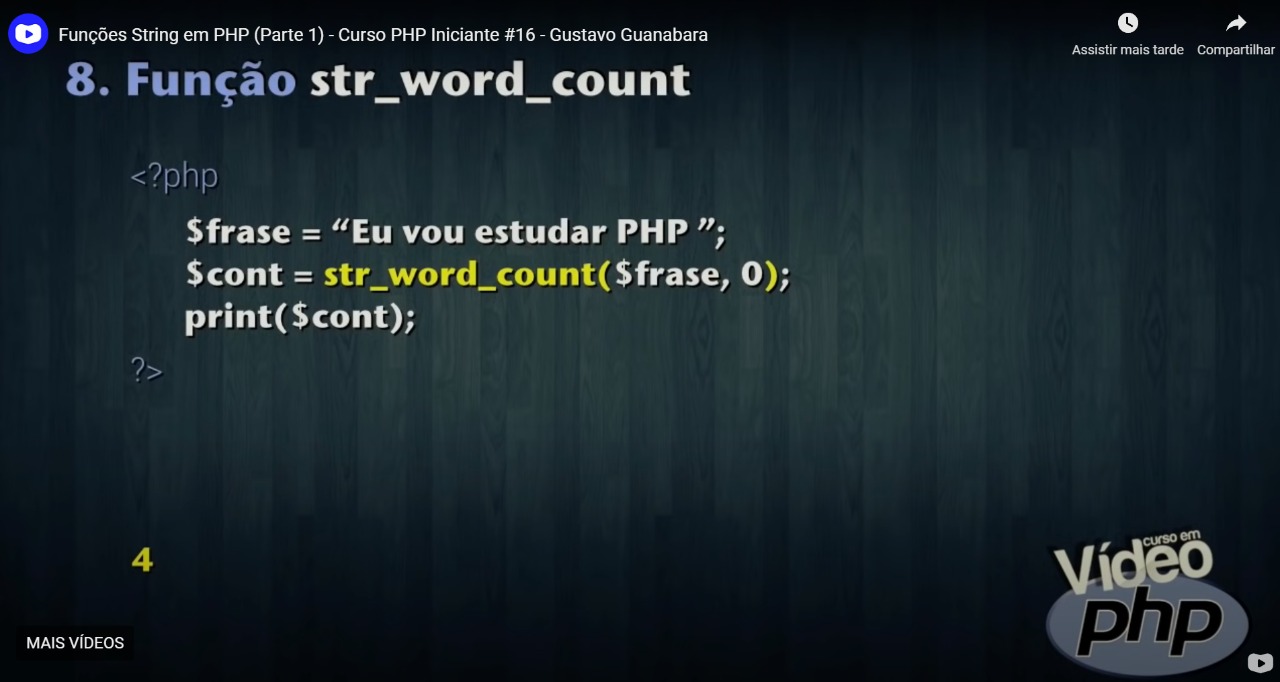 Funções String em PHP (Parte 1) - Curso PHP Iniciante #16 - Gustavo Guanabara
Assistir mais tarde
Compartilhar
8. Função str_word_count
<?php
$frase = “Eu vou estudar PHP ”;
$cont = str_word_count($frase, 0);
print($cont);
?>
4
curso em
Vídeo
php
MAIS VÍDEOS